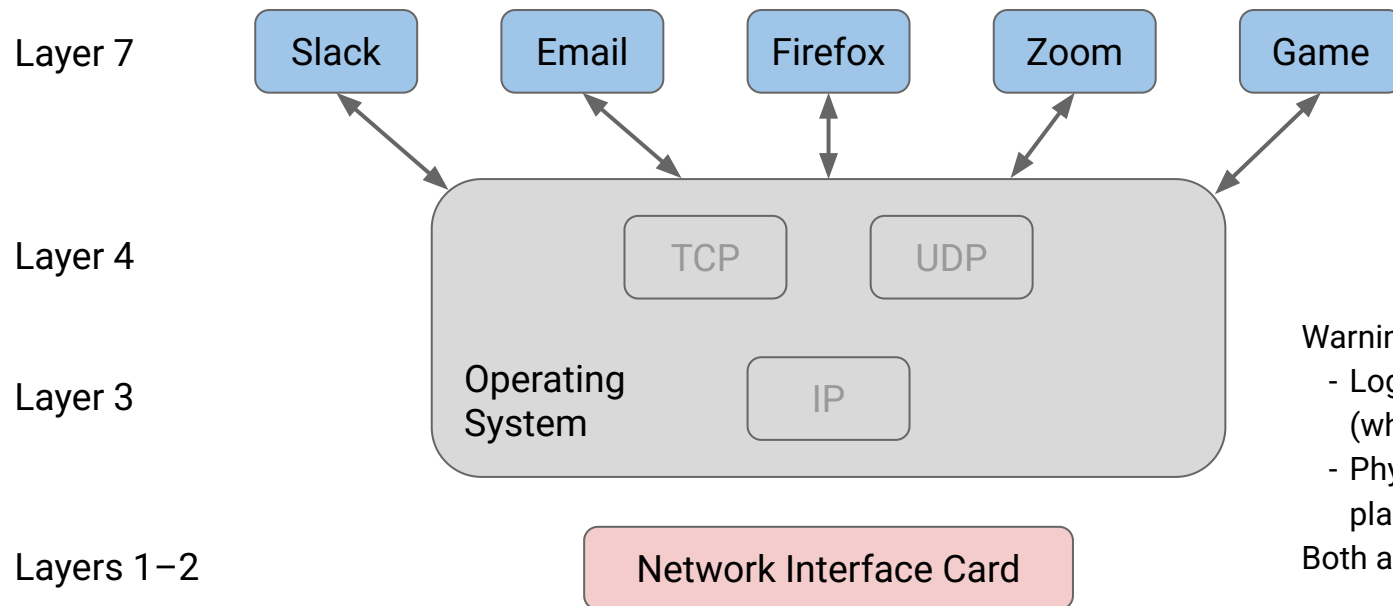 Layer 7
Slack
Email
Firefox
Zoom
Game
Layer 4
TCP
UDP
Layer 3
Operating
System
IP
- 
- 
Both
Layers 1–2
Network Interface Card